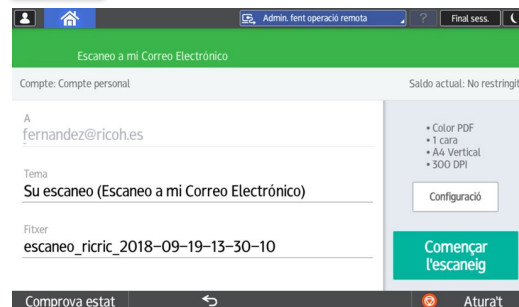 Admin. fent operació remota
?
Final sess.
Escaneo a mi Correo Electrónico
Compte: Compte personal
Saldo actual: No restringit
A
fernandez@ricoh.es
Tema
Su escaneo (Escaneo a mi Correo Electrónico)
Fitxer
escaneo_ricric_2018-09-19-13-30-10
• Color PDF
• 1 cara
• A4 Vertical
• 300 DPI
Configuració
Començar
l'escaneig
Comprova estat
Atura't